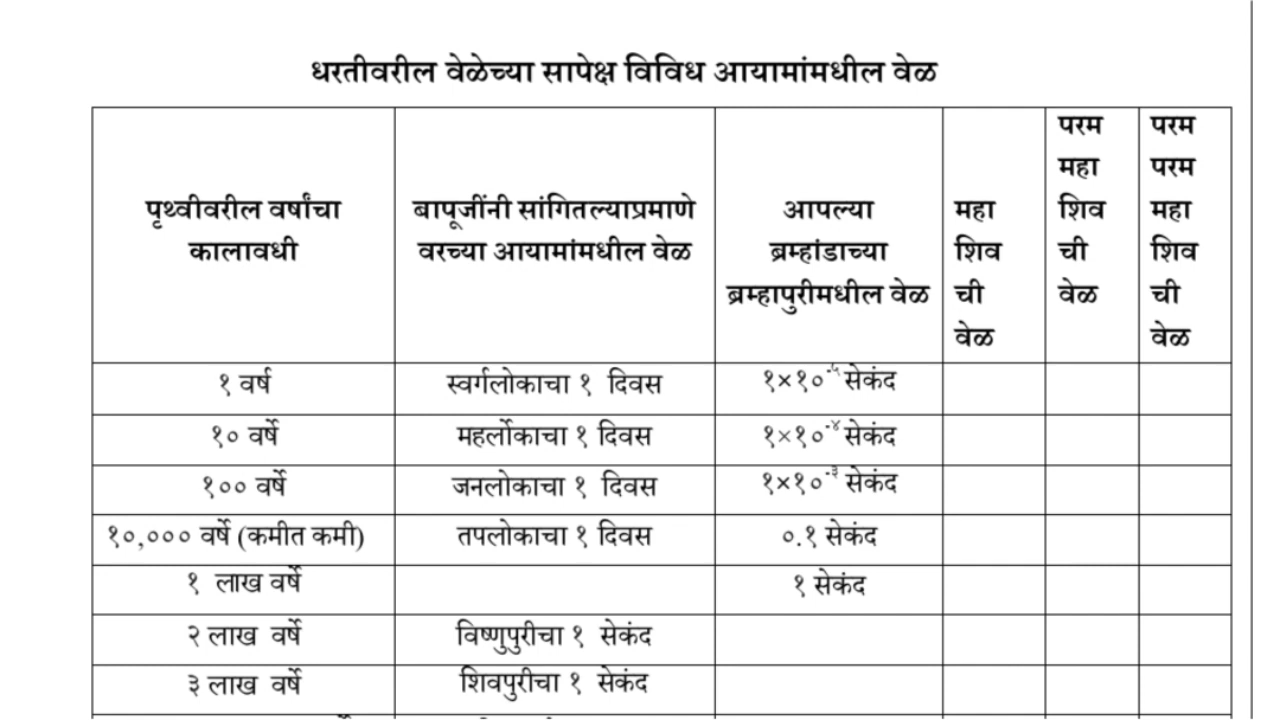 धरतीवरील वेळेच्या सापेक्ष विविध आयामांमधील वेळ
पृथ्वीवरील वर्षांचा कालावधी | बापूजींनी सांगितल्याप्रमाणे वरच्या आयामांमधील वेळ | आपल्या ब्रम्हांडाच्या ब्रम्हापुरीमधील वेळ | महा शिव ची वेळ | परम महा शिव ची वेळ | परम परम महा शिव ची वेळ
१ वर्ष | स्वर्गलोकाचा १ दिवस | १×१०⁻⁵ सेकंद
१० वर्षे | महर्लोकाचा १ दिवस | १×१०⁻⁴ सेकंद
१०० वर्षे | जनलोकाचा १ दिवस | १×१०⁻³ सेकंद
१०,००० वर्षे (कमीत कमी) | तपलोकाचा १ दिवस | ०.१ सेकंद
१ लाख वर्षे | १ सेकंद
२ लाख वर्षे | विष्णुपुरीचा १ सेकंद
३ लाख वर्षे | शिवपुरीचा १ सेकंद